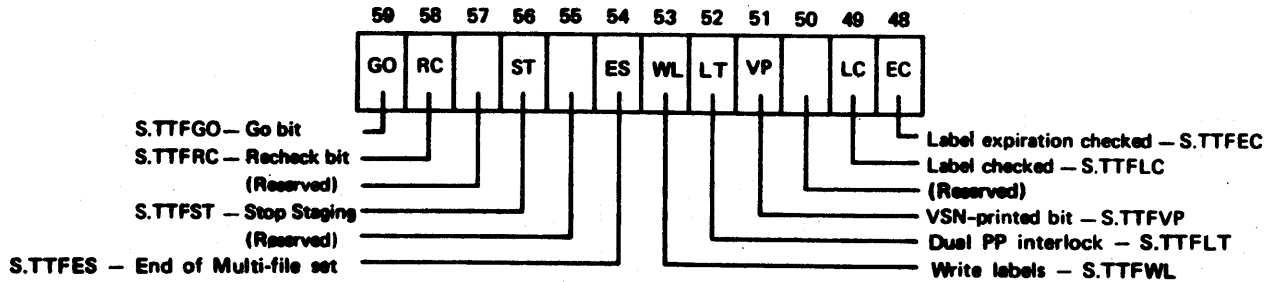 59 58 57 56 55 54 53 52 51 50 49 48
GO RC ST ES WL LT VP LC EC
S.TTFGO — Go bit
S.TTFRC — Recheck bit
(Reserved)
S.TTFST — Stop Staging
(Reserved)
S.TTFES — End of Multi-file set
Label expiration checked — S.TTFEC
Label checked — S.TTFLC
(Reserved)
VSN-printed bit — S.TTFVP
Dual PP interlock — S.TTFLT
Write labels — S.TTFWL